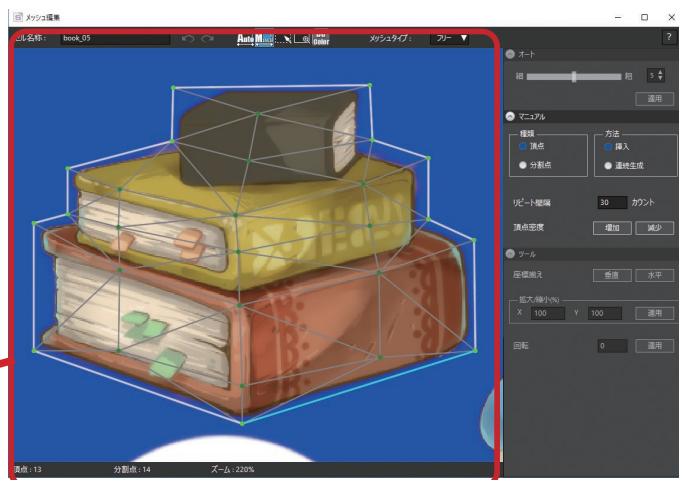 メッシュ編集
セル名称： book_05 Auto Manu BG Color メッシュタイプ： フリー ▼ ?
オート
細 粗 5
適用
マニュアル
種類 方法
頂点 挿入
分割点 連続生成
リピート間隔 30 カウント
頂点密度 増加 減少
ツール
座標揃え 垂直 水平
拡大/縮小(%)
X 100 Y 100 適用
回転 0 適用
頂点 : 13 分割点 : 14 ズーム : 220%